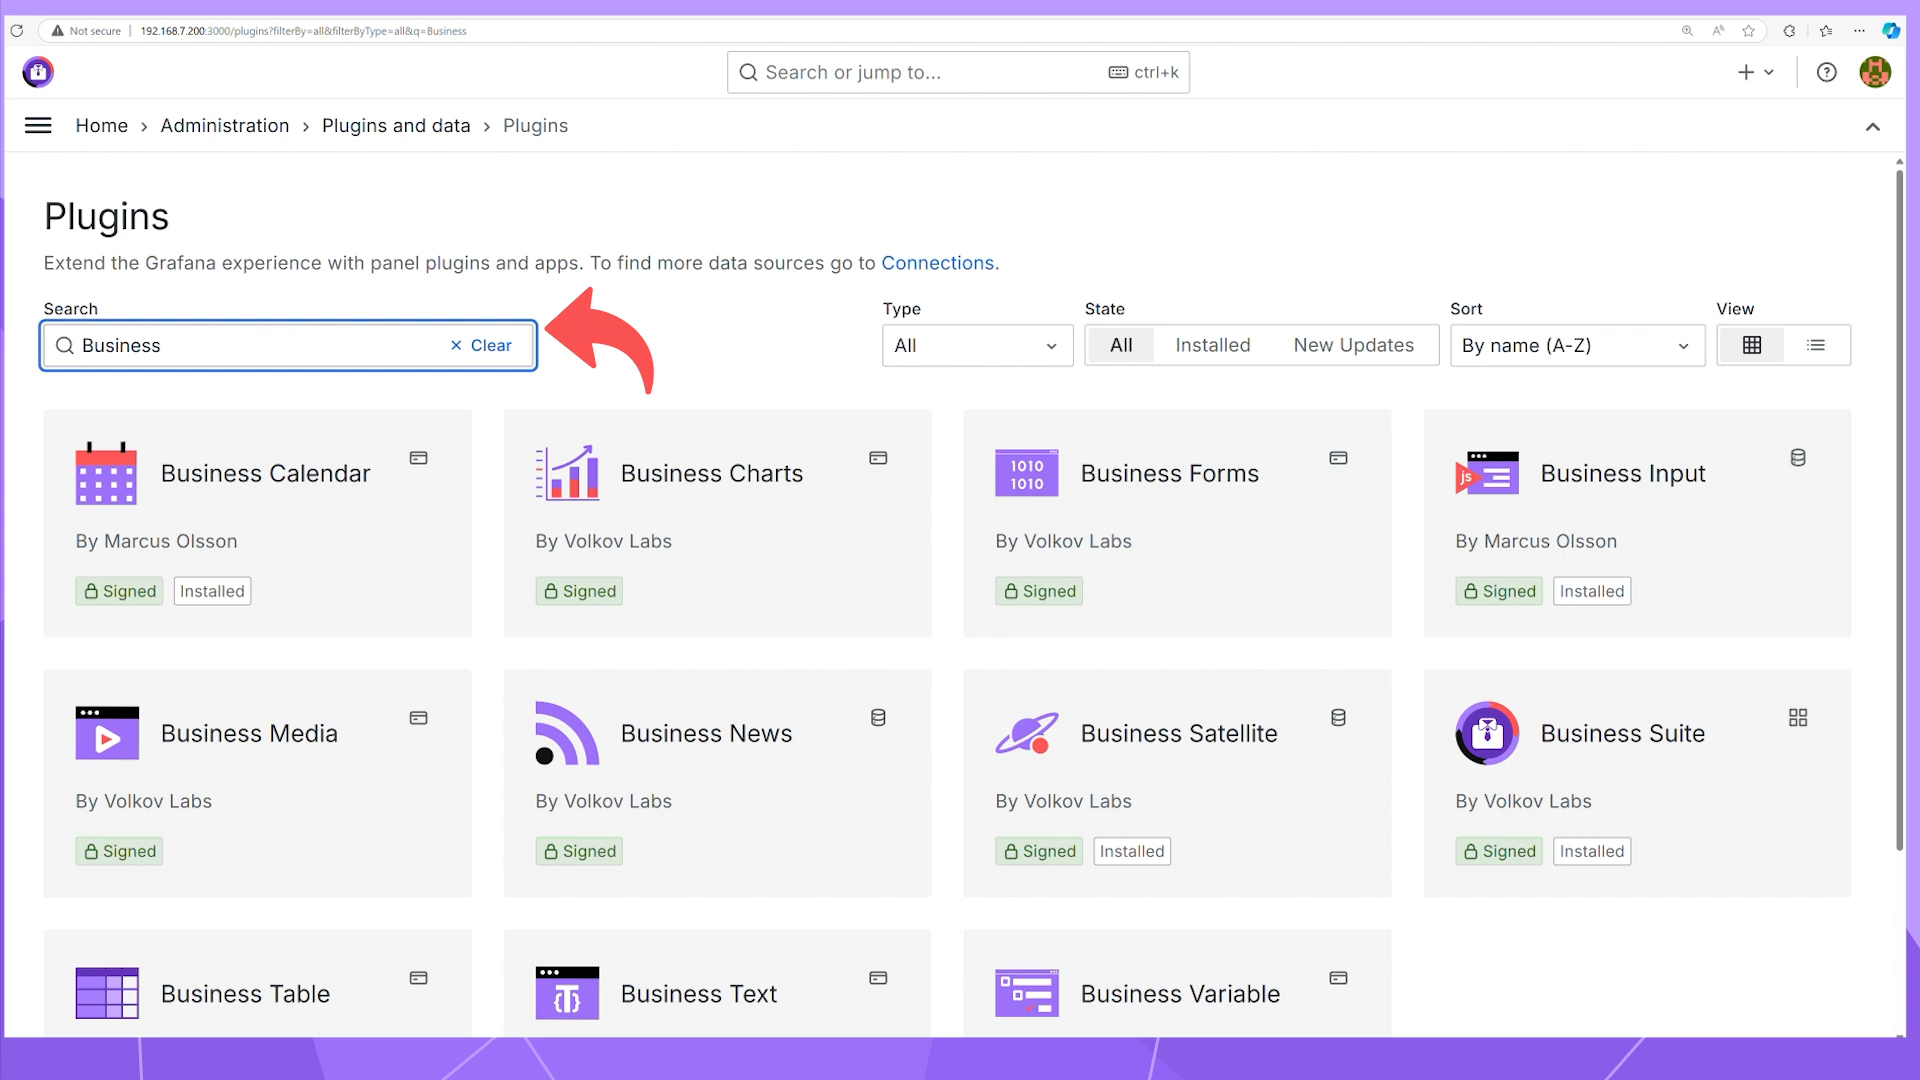 Not secure 192.168.7.200:3000/plugins?filterBy=all&filterByType=all&q=Business
Search or jump to... ctrl+k
Home › Administration › Plugins and data › Plugins
Plugins
Extend the Grafana experience with panel plugins and apps. To find more data sources go to Connections.
Search Type State Sort View
Business × Clear All All Installed New Updates By name (A-Z)
Business Calendar
By Marcus Olsson
Signed Installed
Business Charts
By Volkov Labs
Signed
1010
1010
Business Forms
By Volkov Labs
Signed
js
Business Input
By Marcus Olsson
Signed Installed
Business Media
By Volkov Labs
Signed
Business News
By Volkov Labs
Signed
Business Satellite
By Volkov Labs
Signed Installed
Business Suite
By Volkov Labs
Signed Installed
Business Table
{T}
Business Text
Business Variable